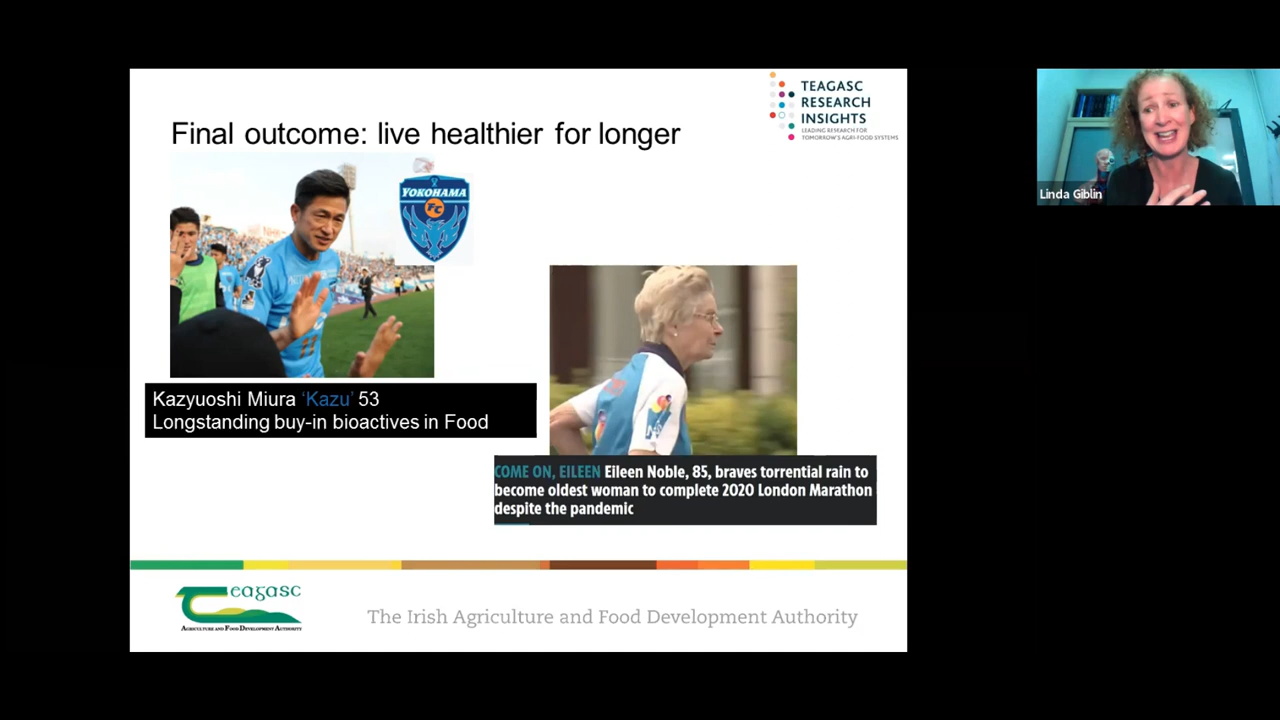 TEAGASC
RESEARCH
INSIGHTS
LEADING RESEARCH FOR
TOMORROW'S AGRI-FOOD SYSTEMS
Final outcome: live healthier for longer
YOKOHAMA
FC
11
Linda Giblin
Kazyuoshi Miura ‘Kazu’ 53
Longstanding buy-in bioactives in Food
COME ON, EILEEN Eileen Noble, 85, braves torrential rain to
become oldest woman to complete 2020 London Marathon
despite the pandemic
eagasc
AGRICULTURE AND FOOD DEVELOPMENT AUTHORITY
The Irish Agriculture and Food Development Authority